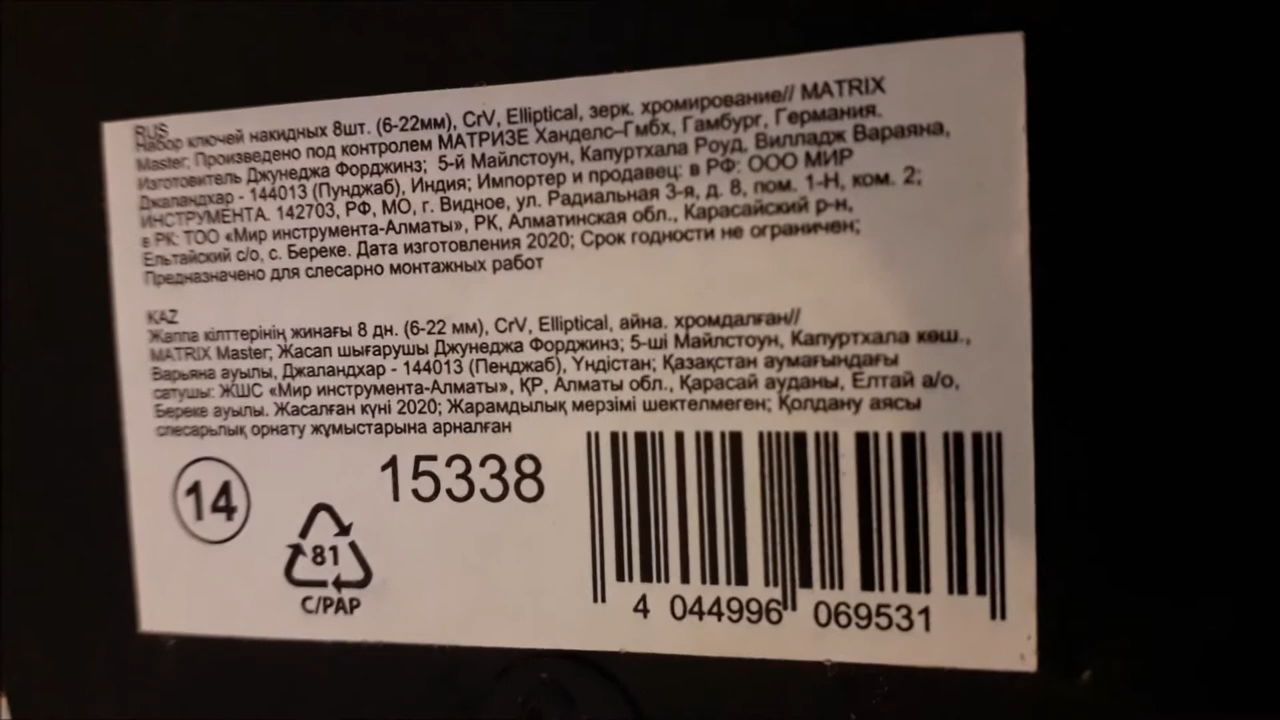 RUS
Набор ключей накидных 8шт. (6-22мм), CrV, Elliptical, зерк. хромирование// MATRIX
Master; Произведено под контролем МАТРИЗЕ Ханделс-Гмбх, Гамбург, Германия.
Изготовитель Джунеджа Форджинз; 5-й Майлстоун, Капуртхала Роуд, Вилладж Вараяна,
Джаландхар - 144013 (Пунджаб), Индия; Импортер и продавец: в РФ: ООО МИР
ИНСТРУМЕНТА. 142703, РФ, МО, г. Видное, ул. Радиальная 3-я, д. 8, пом. 1-Н, ком. 2;
в РК: ТОО «Мир инструмента-Алматы», РК, Алматинская обл., Карасайский р-н,
Ельтайский с/о, с. Береке. Дата изготовления 2020; Срок годности не ограничен;
Предназначено для слесарно монтажных работ
KAZ
Жаппа кілттерінің жинағы 8 дн. (6-22 мм), CrV, Elliptical, айна. хромдалған//
MATRIX Master; Жасап шығарушы Джунеджа Форджинз; 5-ші Майлстоун, Капуртхала көш.,
Варьяна ауылы, Джаландхар - 144013 (Пенджаб), Үндістан; Қазақстан аумағындағы
сатушы: ЖШС «Мир инструмента-Алматы», ҚР, Алматы обл., Қарасай ауданы, Елтай а/о,
Береке ауылы. Жасалған күні 2020; Жарамдылық мерзімі шектелмеген; Қолдану аясы
слесарьлық орнату жұмыстарына арналған
14
81
C/PAP
15338
4 044996 069531